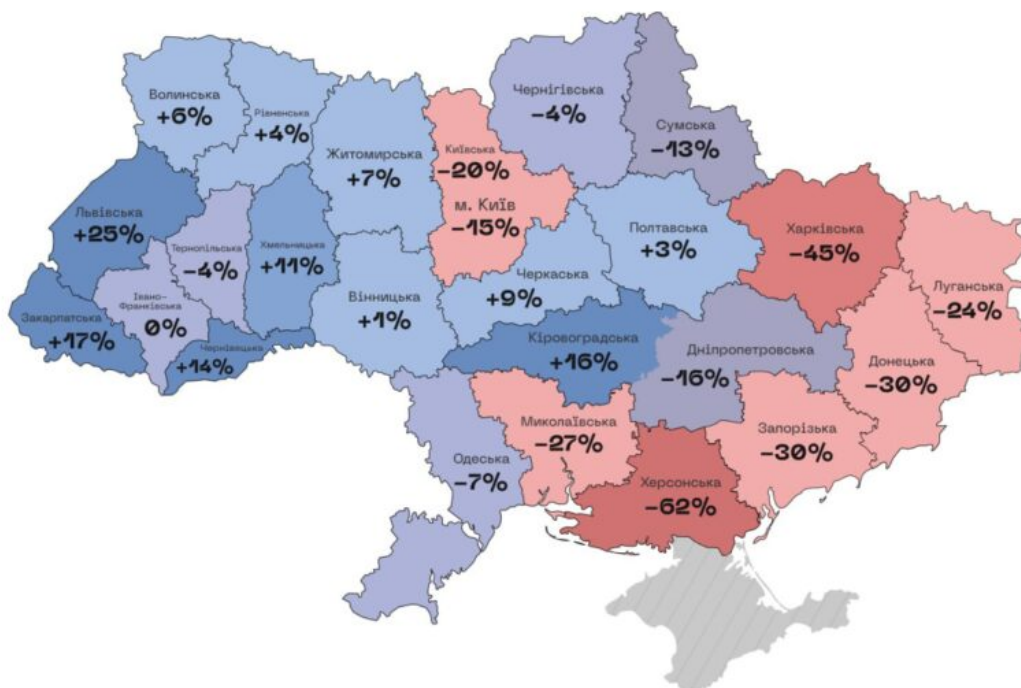 Волинська
+6%
Рівненська
+4%
Житомирська
+7%
Київська
-20%
м. Київ
-15%
Чернігівська
-4%
Сумська
-13%
Львівська
+25%
Тернопільська
-4%
Хмельницька
+11%
Івано-
Франківська
0%
Закарпатська
+17%
Чернівецька
+14%
Вінницька
+1%
Черкаська
+9%
Полтавська
+3%
Харківська
-45%
Луганська
-24%
Кіровоградська
+16%
Дніпропетровська
-16%
Донецька
-30%
Одеська
-7%
Миколаївська
-27%
Запорізька
-30%
Херсонська
-62%